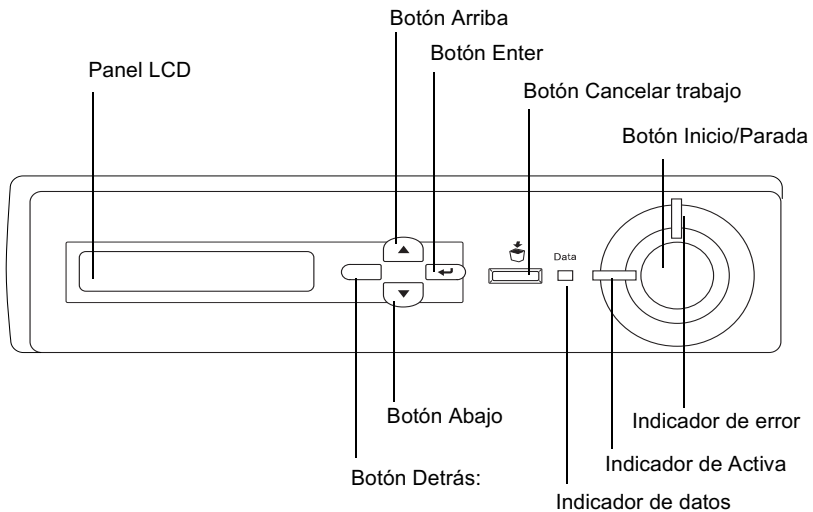 Botón Arriba
Botón Enter
Panel LCD
Botón Cancelar trabajo
Botón Inicio/Parada
Data
Botón Abajo
Indicador de error
Indicador de Activa
Botón Detrás:
Indicador de datos